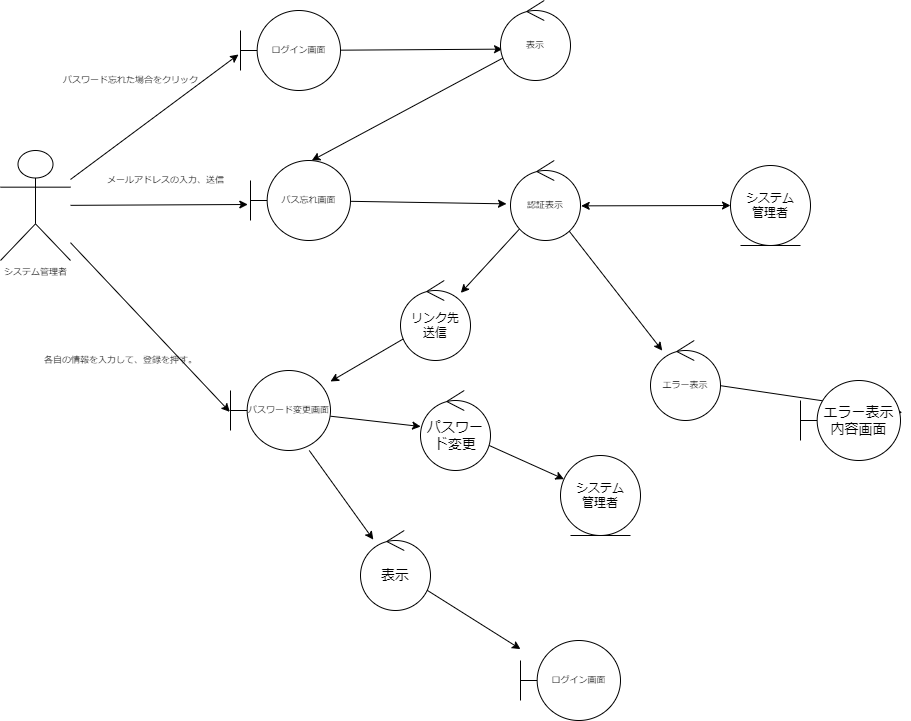 ログイン画面
表示
パスワード忘れた場合をクリック
メールアドレスの入力、送信
パス忘れ画面
認証表示
システム
管理者
システム管理者
リンク先
送信
各自の情報を入力して、登録を押す。
エラー表示
パスワード変更画面
パスワー
ド変更
エラー表示
内容画面
システム
管理者
表示
ログイン画面